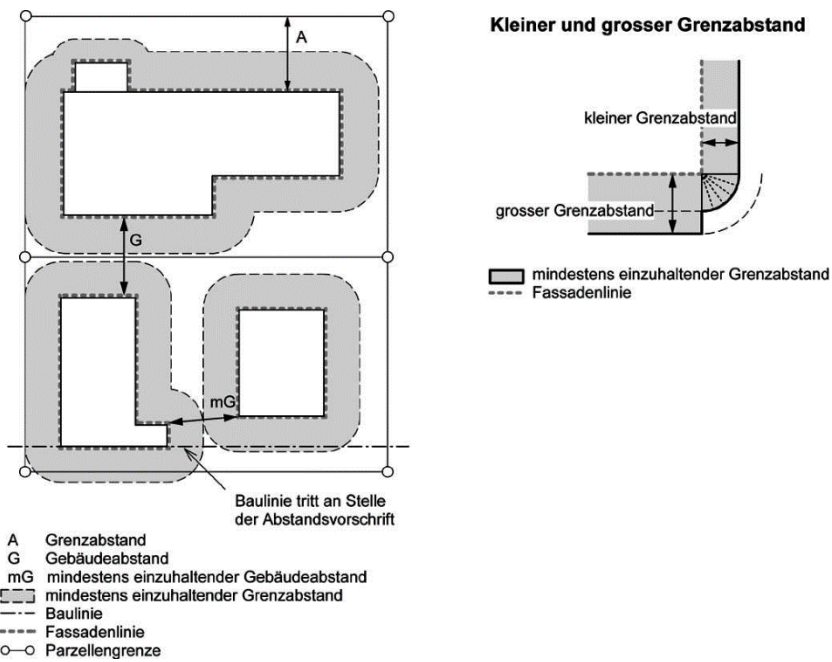 A
G
mG
Baulinie tritt an Stelle
der Abstandsvorschrift
A Grenzabstand
G Gebäudeabstand
mG mindestens einzuhaltender Gebäudeabstand
mindestens einzuhaltender Grenzabstand
Baulinie
Fassadenlinie
Parzellengrenze
Kleiner und grosser Grenzabstand
kleiner Grenzabstand
grosser Grenzabstand
mindestens einzuhaltender Grenzabstand
Fassadenlinie